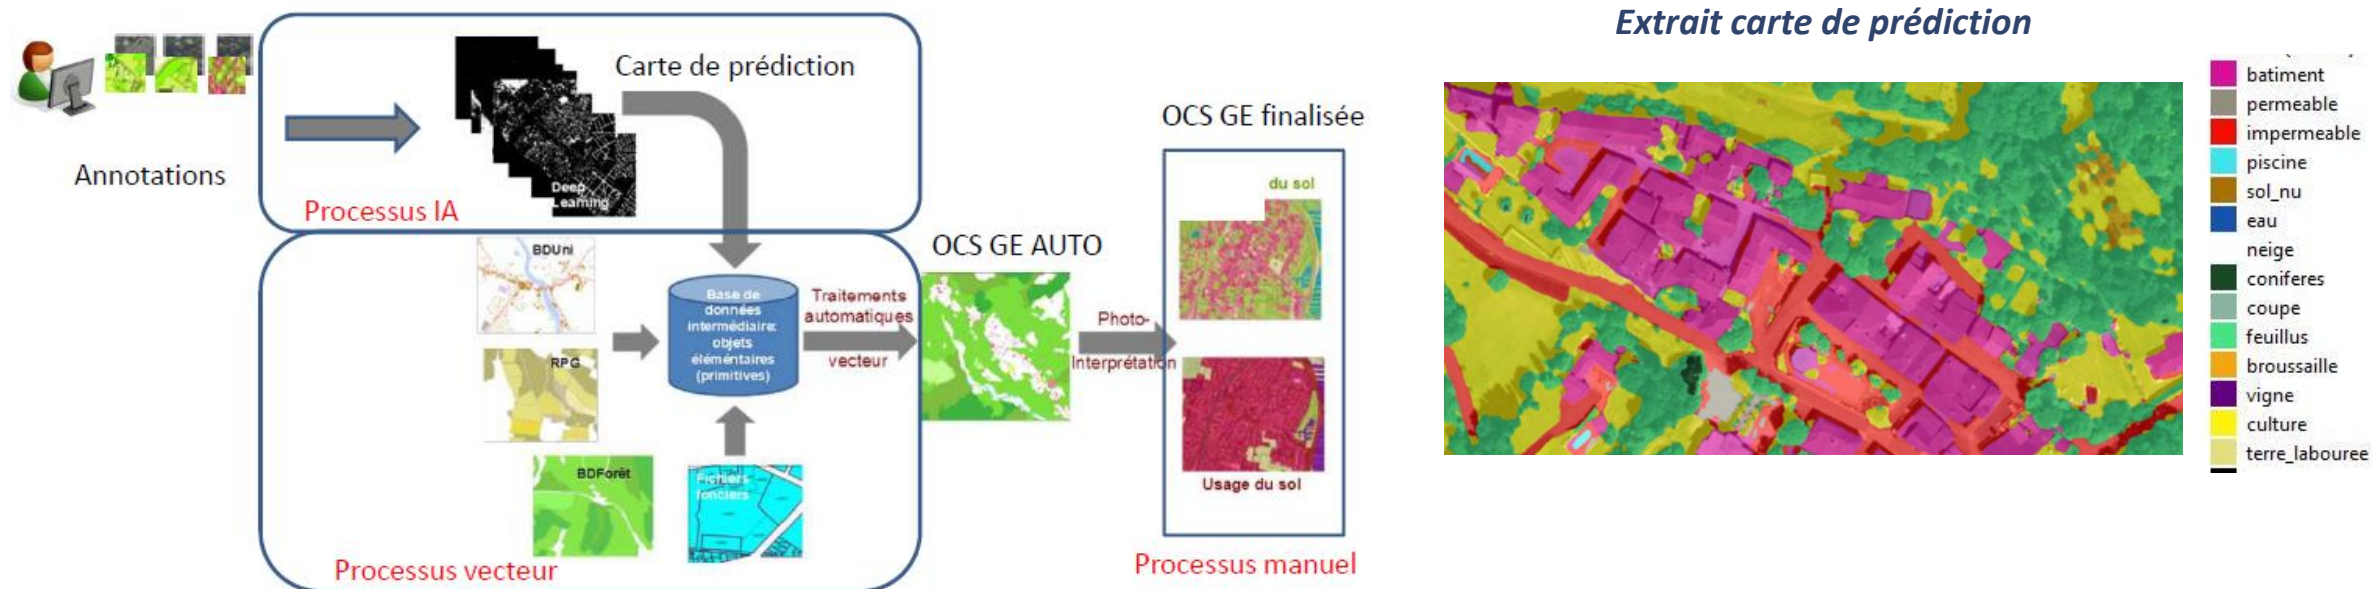 Annotations
Carte de prédiction
Deep
Learning
Processus IA
BDUni
RPG
BDForêt
Fichiers
fonciers
Base de
données
intermédiaire:
objets
éléméntaires
(primitives)
Processus vecteur
Traitements
automatiques
vecteur
OCS GE AUTO
Photo-
Interprétation
OCS GE finalisée
du sol
Usage du sol
Processus manuel
Extrait carte de prédiction
batiment
permeable
impermeable
piscine
sol_nu
eau
neige
coniferes
coupe
feuillus
broussaille
vigne
culture
terre_labouree